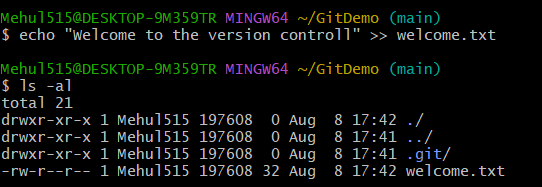 Mehul515@DESKTOP-9M359TR MINGW64 ~/GitDemo (main)
$ echo "Welcome to the version controll" >> welcome.txt
Mehul515@DESKTOP-9M359TR MINGW64 ~/GitDemo (main)
$ ls -al
total 21
drwxr-xr-x 1 Mehul515 197608  0 Aug  8 17:42 ./
drwxr-xr-x 1 Mehul515 197608  0 Aug  8 17:41 ../
drwxr-xr-x 1 Mehul515 197608  0 Aug  8 17:41 .git/
-rw-r--r-- 1 Mehul515 197608 32 Aug  8 17:42 welcome.txt